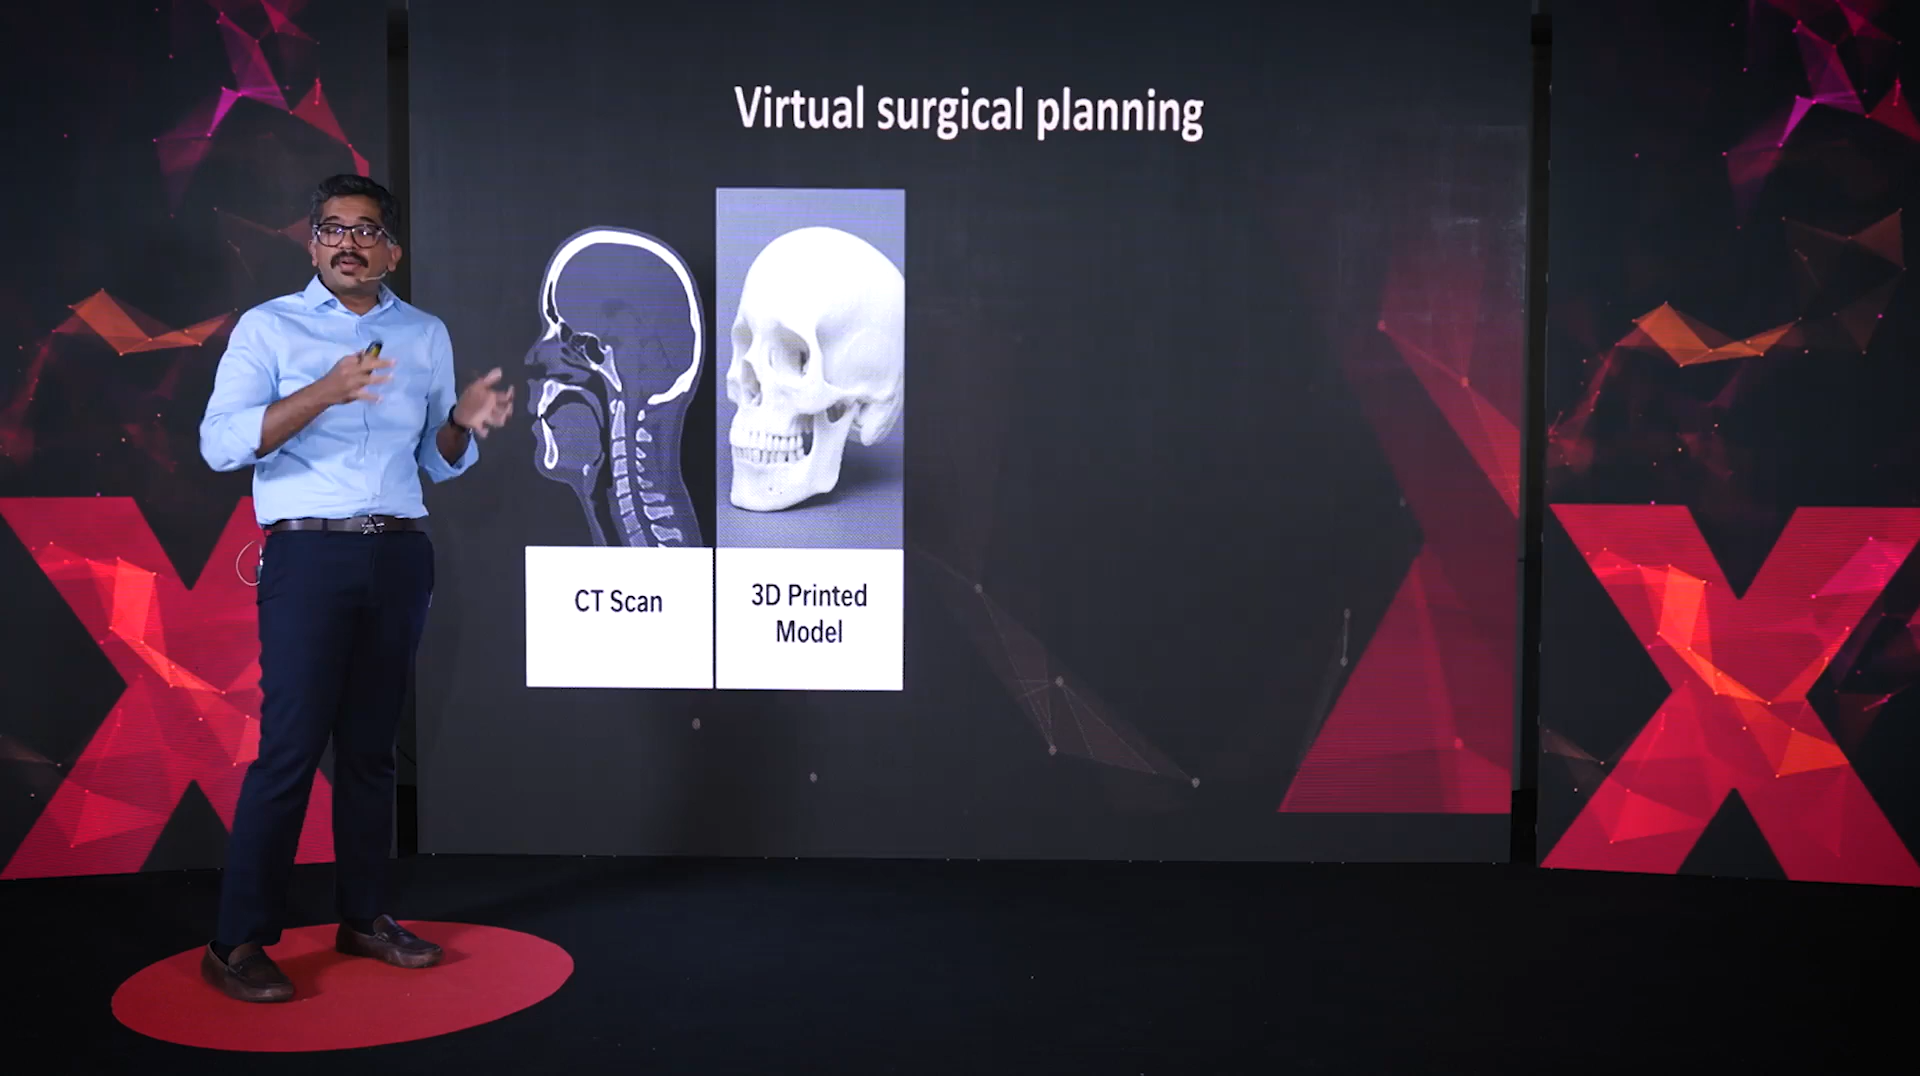 Virtual surgical planning
CT Scan
3D Printed
Model
X
X